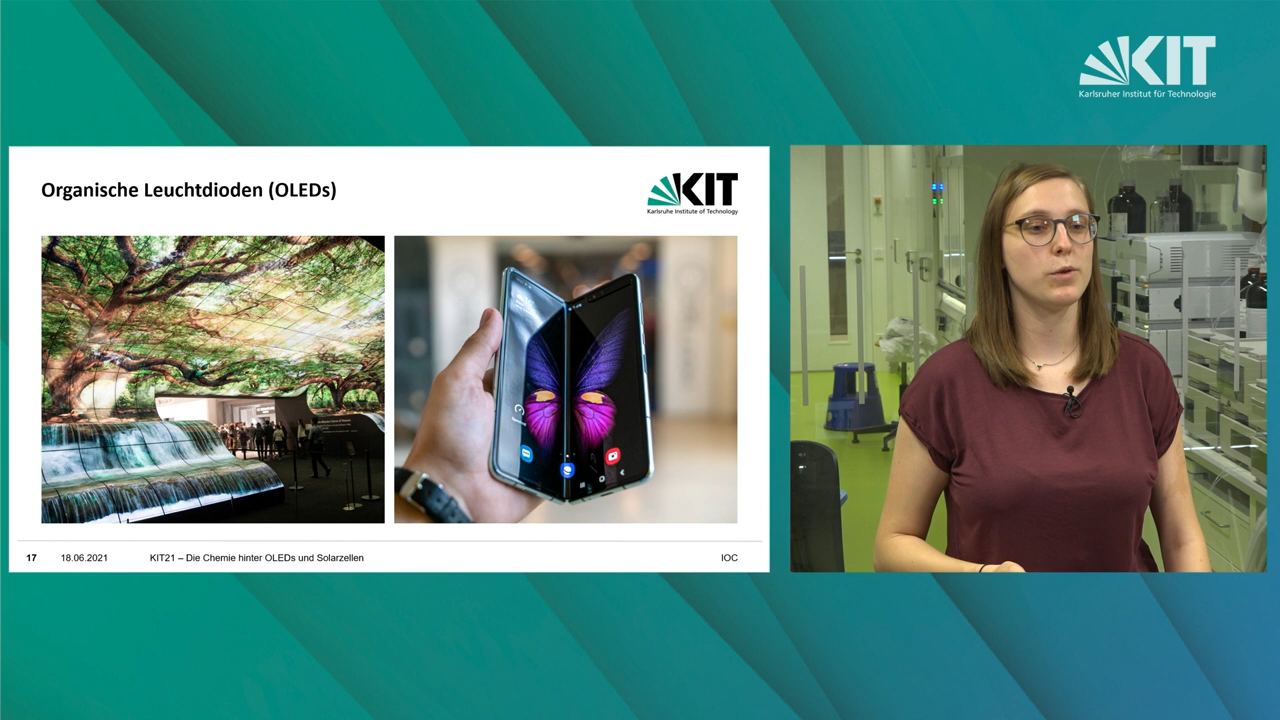 KIT
Karlsruher Institut für Technologie
Organische Leuchtdioden (OLEDs)
KIT
Karlsruhe Institute of Technology
17
18.06.2021
KIT21 – Die Chemie hinter OLEDs und Solarzellen
IOC